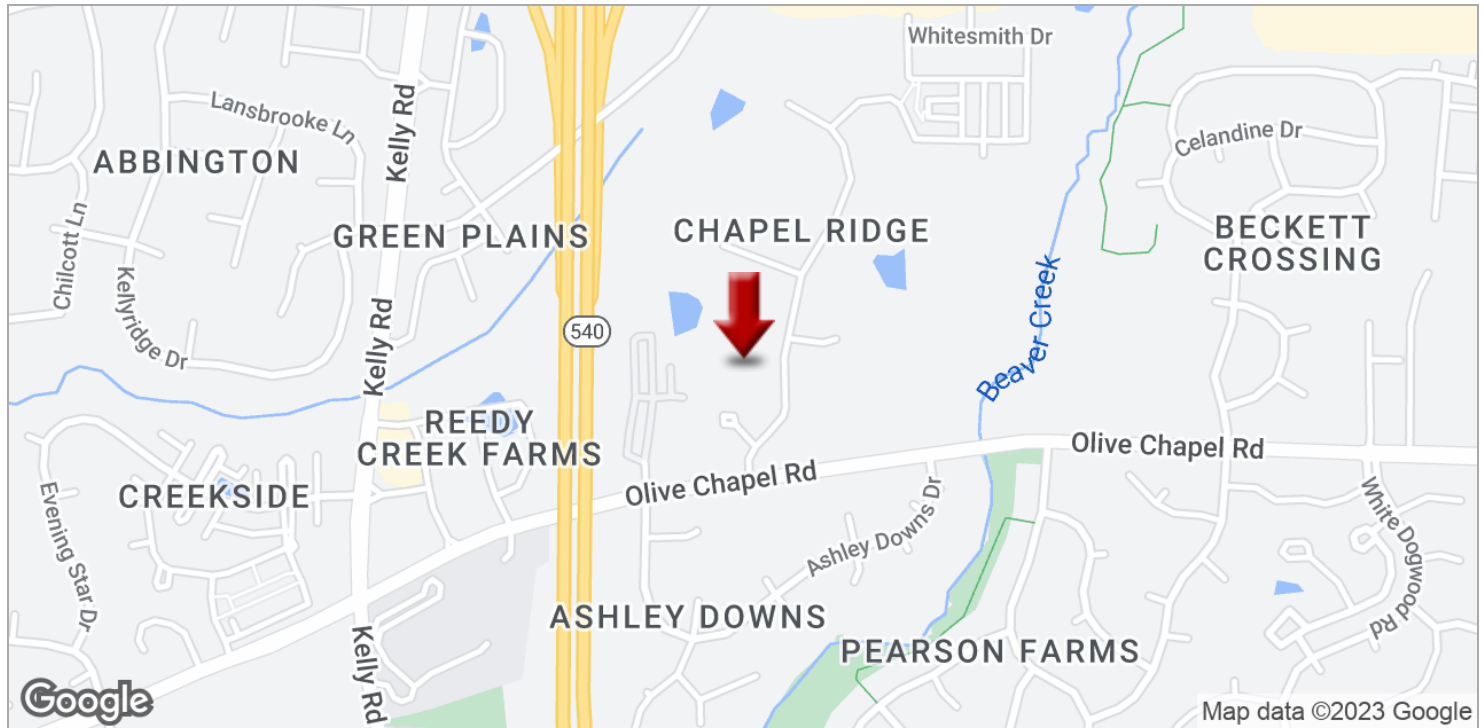 Whitesmith Dr
Lansbrooke Ln
Kelly Rd
ABBINGTON
Celandine Dr
Chilcott Ln
GREEN PLAINS
CHAPEL RIDGE
BECKETT
CROSSING
Kellyridge Dr
Kelly Rd
540
Beaver Creek
REEDY
CREEK FARMS
Olive Chapel Rd
Olive Chapel Rd
CREEKSIDE
Evening Star Dr
Ashley Downs Dr
White Dogwood Rd
ASHLEY DOWNS
PEARSON FARMS
Kelly Rd
Google
Map data ©2023 Google